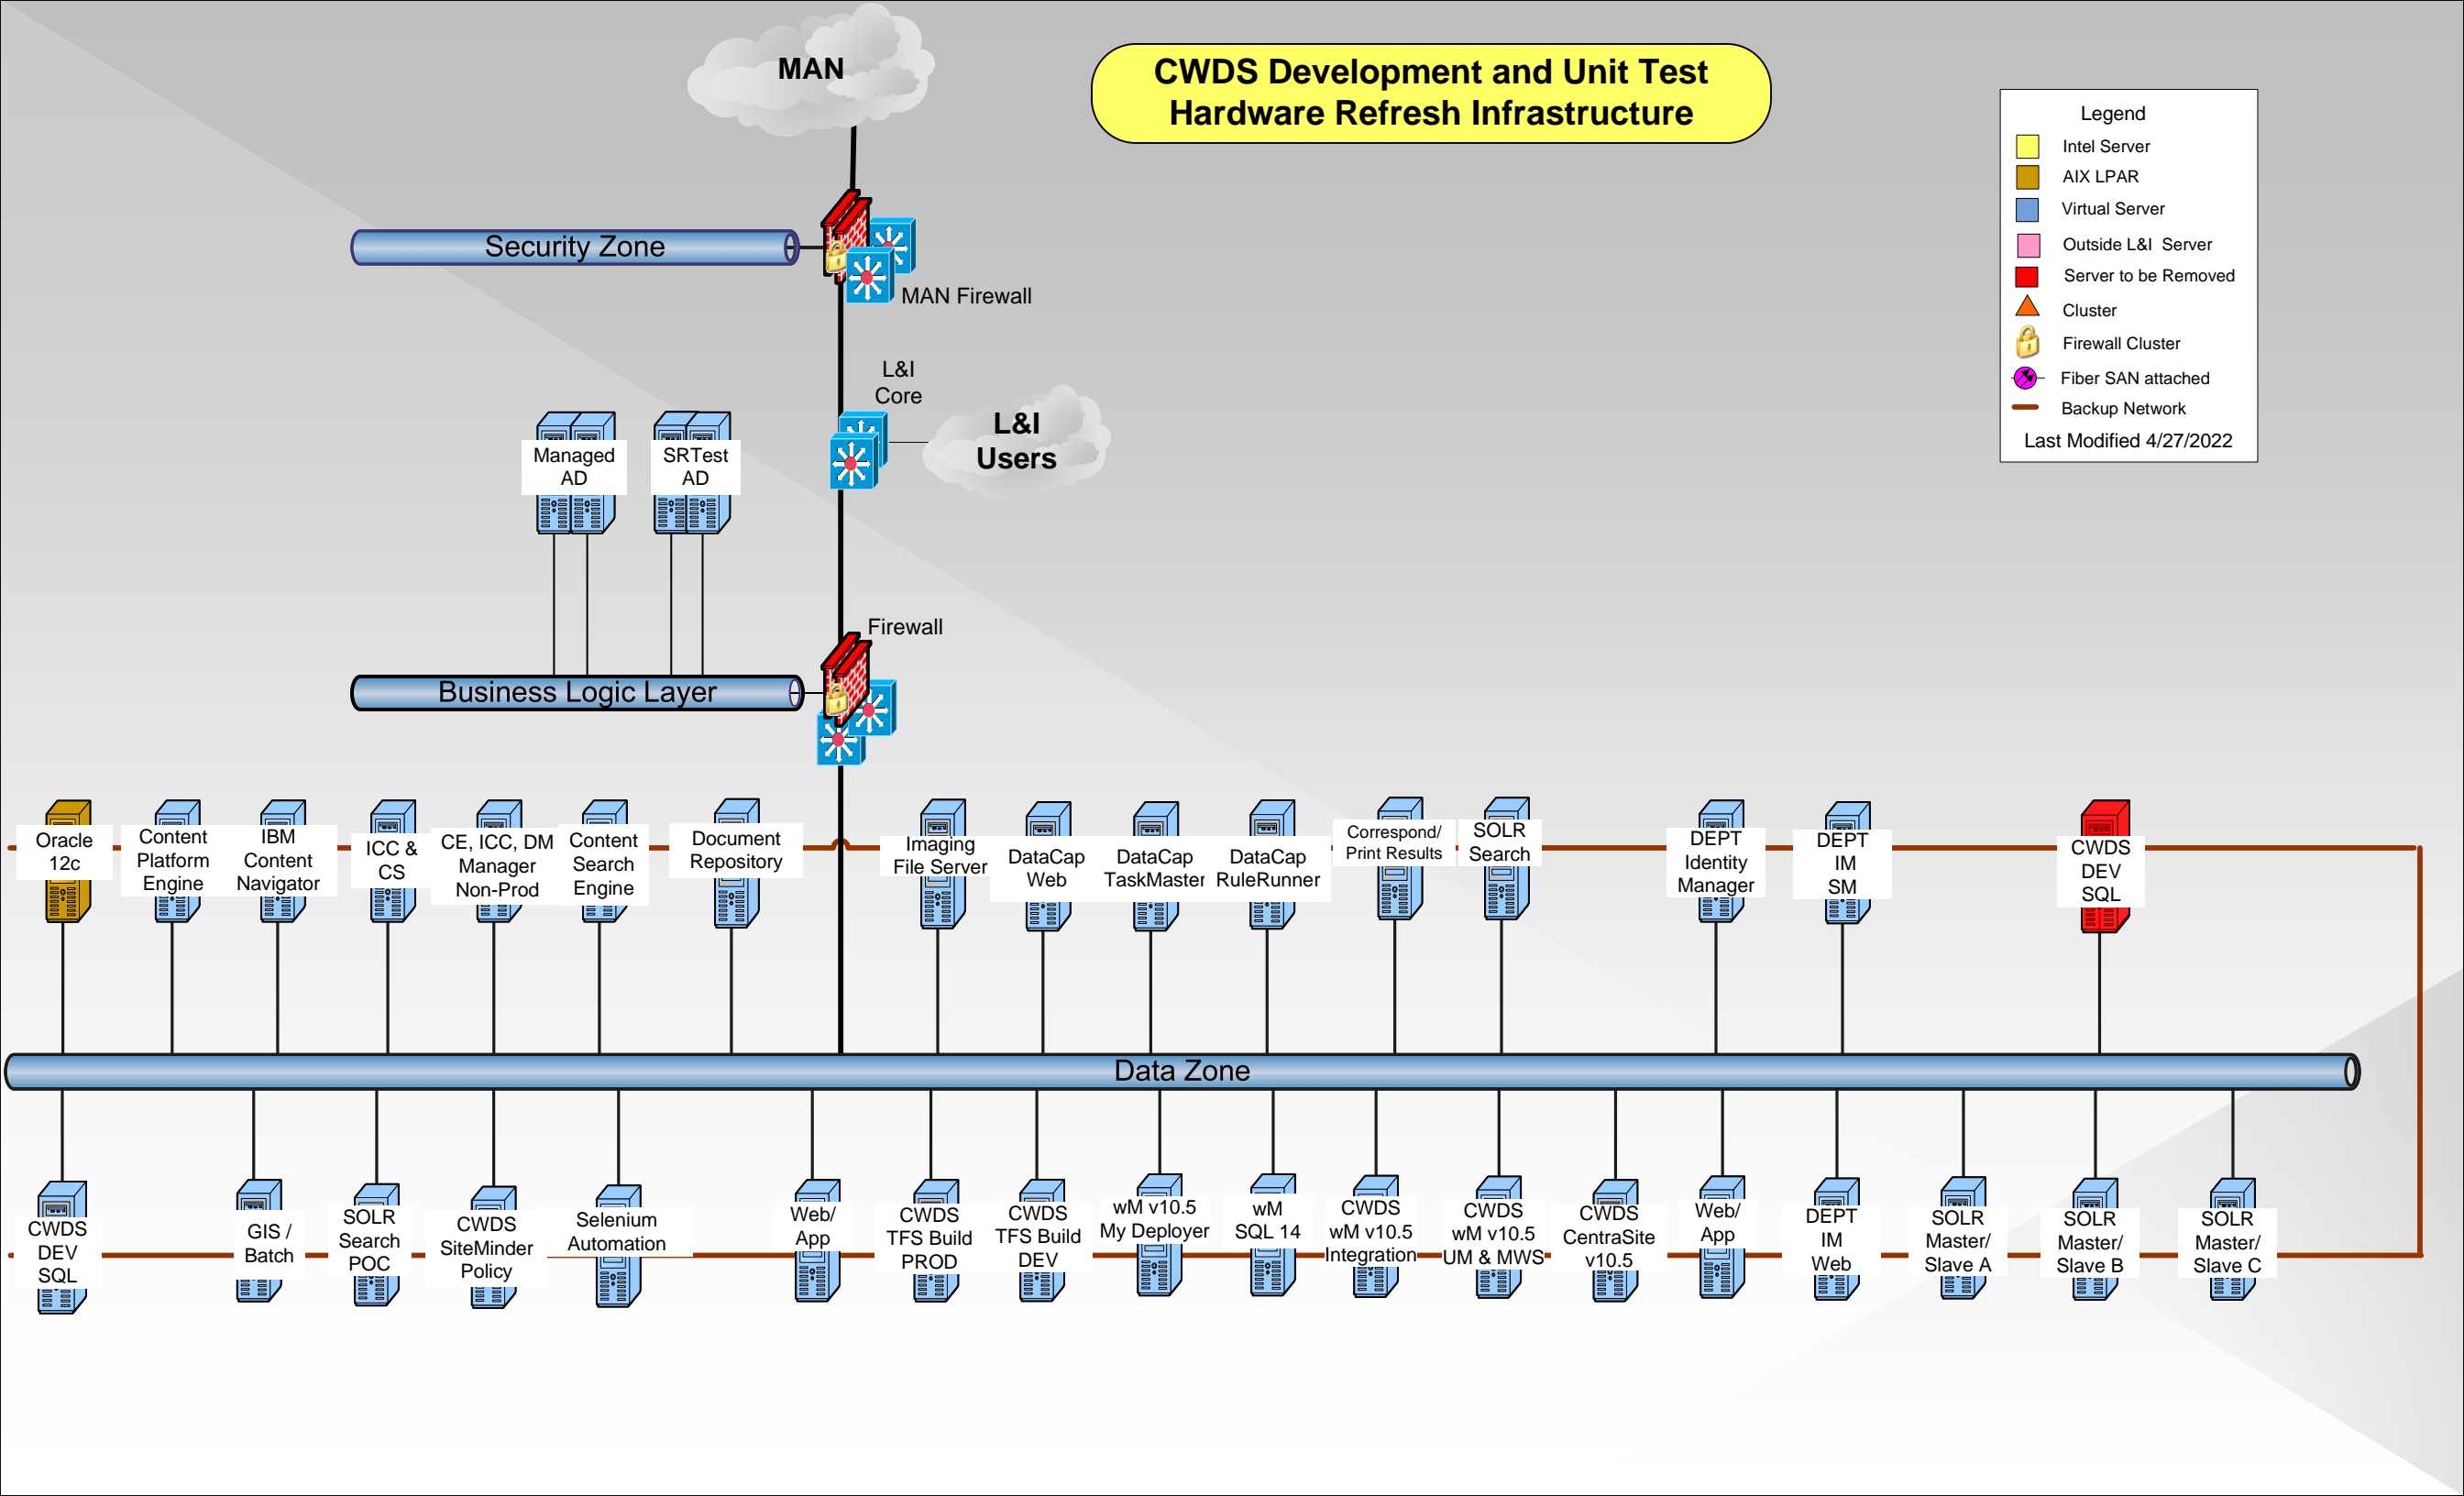 MAN
CWDS Development and Unit Test
Hardware Refresh Infrastructure
Legend
Intel Server
AIX LPAR
Virtual Server
Outside L&I Server
Server to be Removed
Cluster
Firewall Cluster
Fiber SAN attached
Backup Network
Last Modified 4/27/2022
Security Zone
MAN Firewall
L&I
Core
L&I
Users
Managed
AD
SRTest
AD
Firewall
Business Logic Layer
Oracle
12c
Content
Platform
Engine
IBM
Content
Navigator
ICC &
CS
CE, ICC, DM
Manager
Non-Prod
Content
Search
Engine
Document
Repository
Imaging
File Server
DataCap
Web
DataCap
TaskMaster
DataCap
RuleRunner
Correspond/
Print Results
SOLR
Search
DEPT
Identity
Manager
DEPT
IM
SM
CWDS
DEV
SQL
Data Zone
CWDS
DEV
SQL
GIS /
Batch
SOLR
Search
POC
CWDS
SiteMinder
Policy
Selenium
Automation
Web/
App
CWDS
TFS Build
PROD
CWDS
TFS Build
DEV
wM v10.5
My Deployer
wM
SQL 14
CWDS
wM v10.5
Integration
CWDS
wM v10.5
UM & MWS
CWDS
CentraSite
v10.5
Web/
App
DEPT
IM
Web
SOLR
Master/
Slave A
SOLR
Master/
Slave B
SOLR
Master/
Slave C